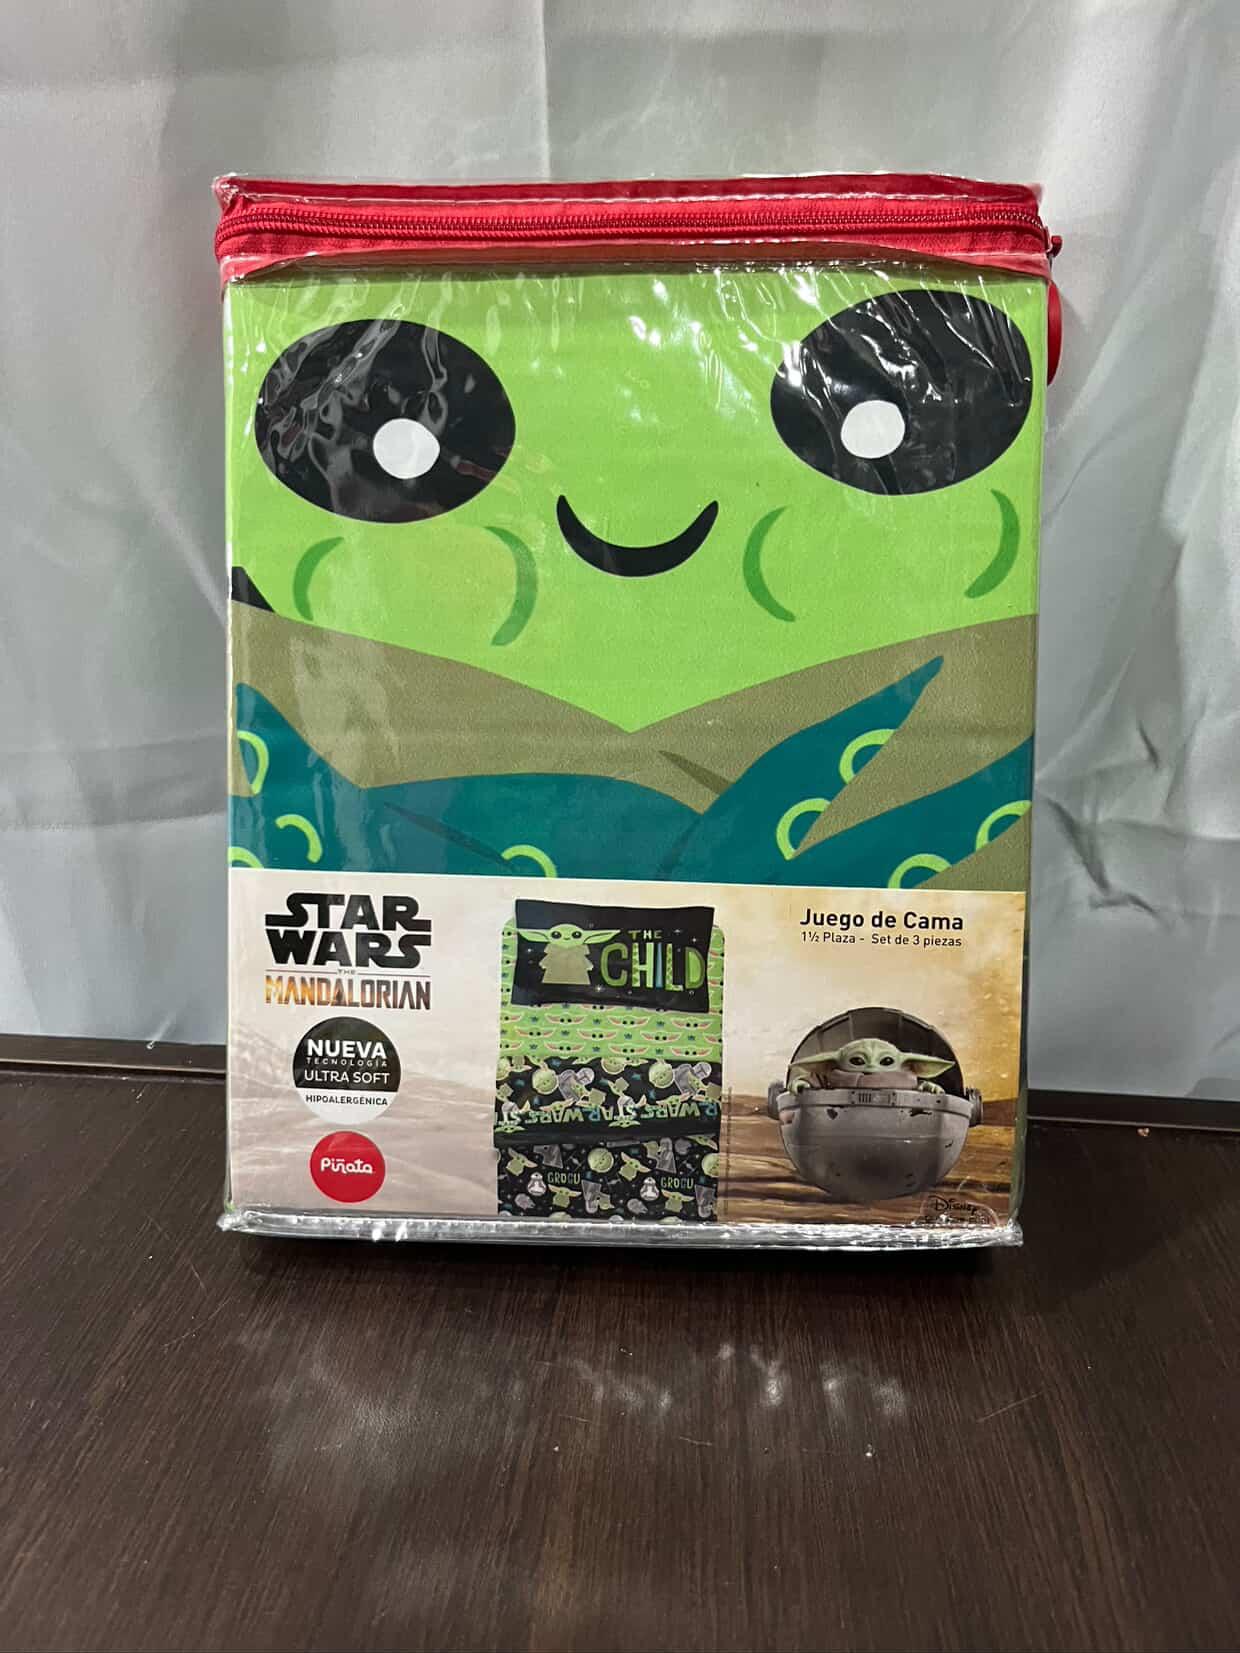 STAR
WARS
THE
MANDALORIAN
NUEVA
TECNOLOGÍA
ULTRA SOFT
HIPOALERGÉNICA
Piñata
THE
CHILD
STAR WARS
GROGU
GROGU
Juego de Cama
1½ Plaza - Set de 3 piezas
Disney